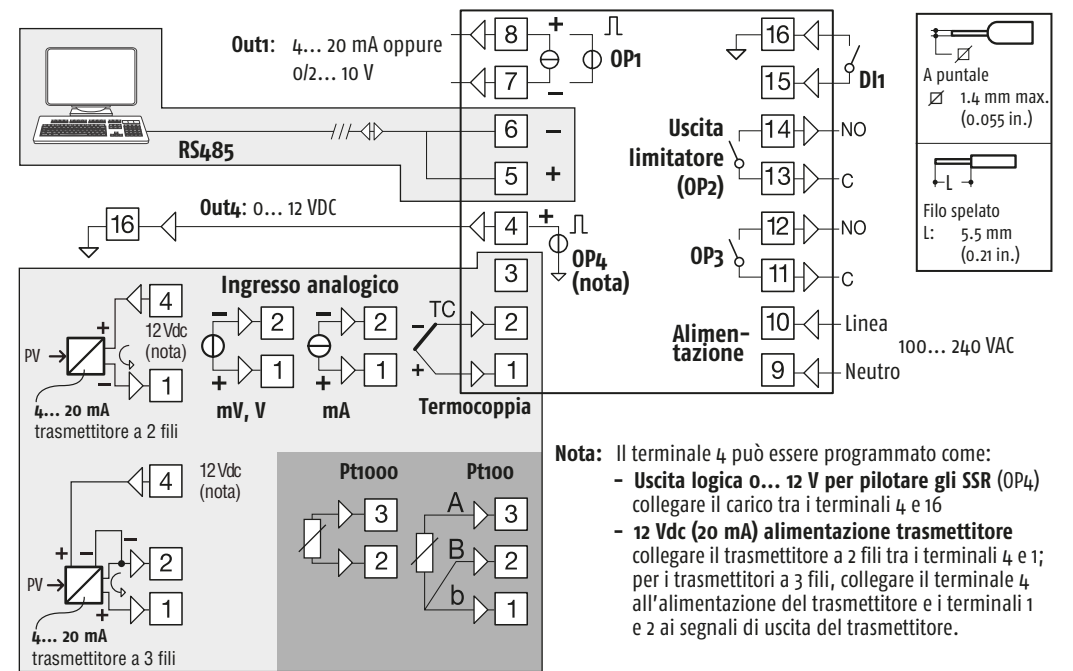 Out1: 4... 20 mA oppure
0/2... 10 V
8
+
OP1
7
–
RS485
6 –
5 +
Out4: 0... 12 VDC
16
4
+
OP4
(nota)
3
TC
– 2
+ 1
Termocoppia
16
15
DI1
Uscita
limitatore
(OP2)
14 NO
13 C
OP3
12 NO
11 C
Alimen-
tazione
10 Linea
9 Neutro
100... 240 VAC
A puntale
1.4 mm max.
(0.055 in.)
L
Filo spelato
L: 5.5 mm
(0.21 in.)
Ingresso analogico
4
+
12 Vdc
(nota)
PV
– 1
4... 20 mA
trasmettitore a 2 fili
– 2
+ 1
mV, V
– 2
+ 1
mA
4
12 Vdc
(nota)
+ –
–
2
PV
+ 1
4... 20 mA
trasmettitore a 3 fili
Pt1000
3
2
Pt100
A 3
B 2
b 1
Nota: Il terminale 4 può essere programmato come:
– Uscita logica 0... 12 V per pilotare gli SSR (OP4)
collegare il carico tra i terminali 4 e 16
– 12 Vdc (20 mA) alimentazione trasmettitore
collegare il trasmettitore a 2 fili tra i terminali 4 e 1;
per i trasmettitori a 3 fili, collegare il terminale 4
all'alimentazione del trasmettitore e i terminali 1
e 2 ai segnali di uscita del trasmettitore.